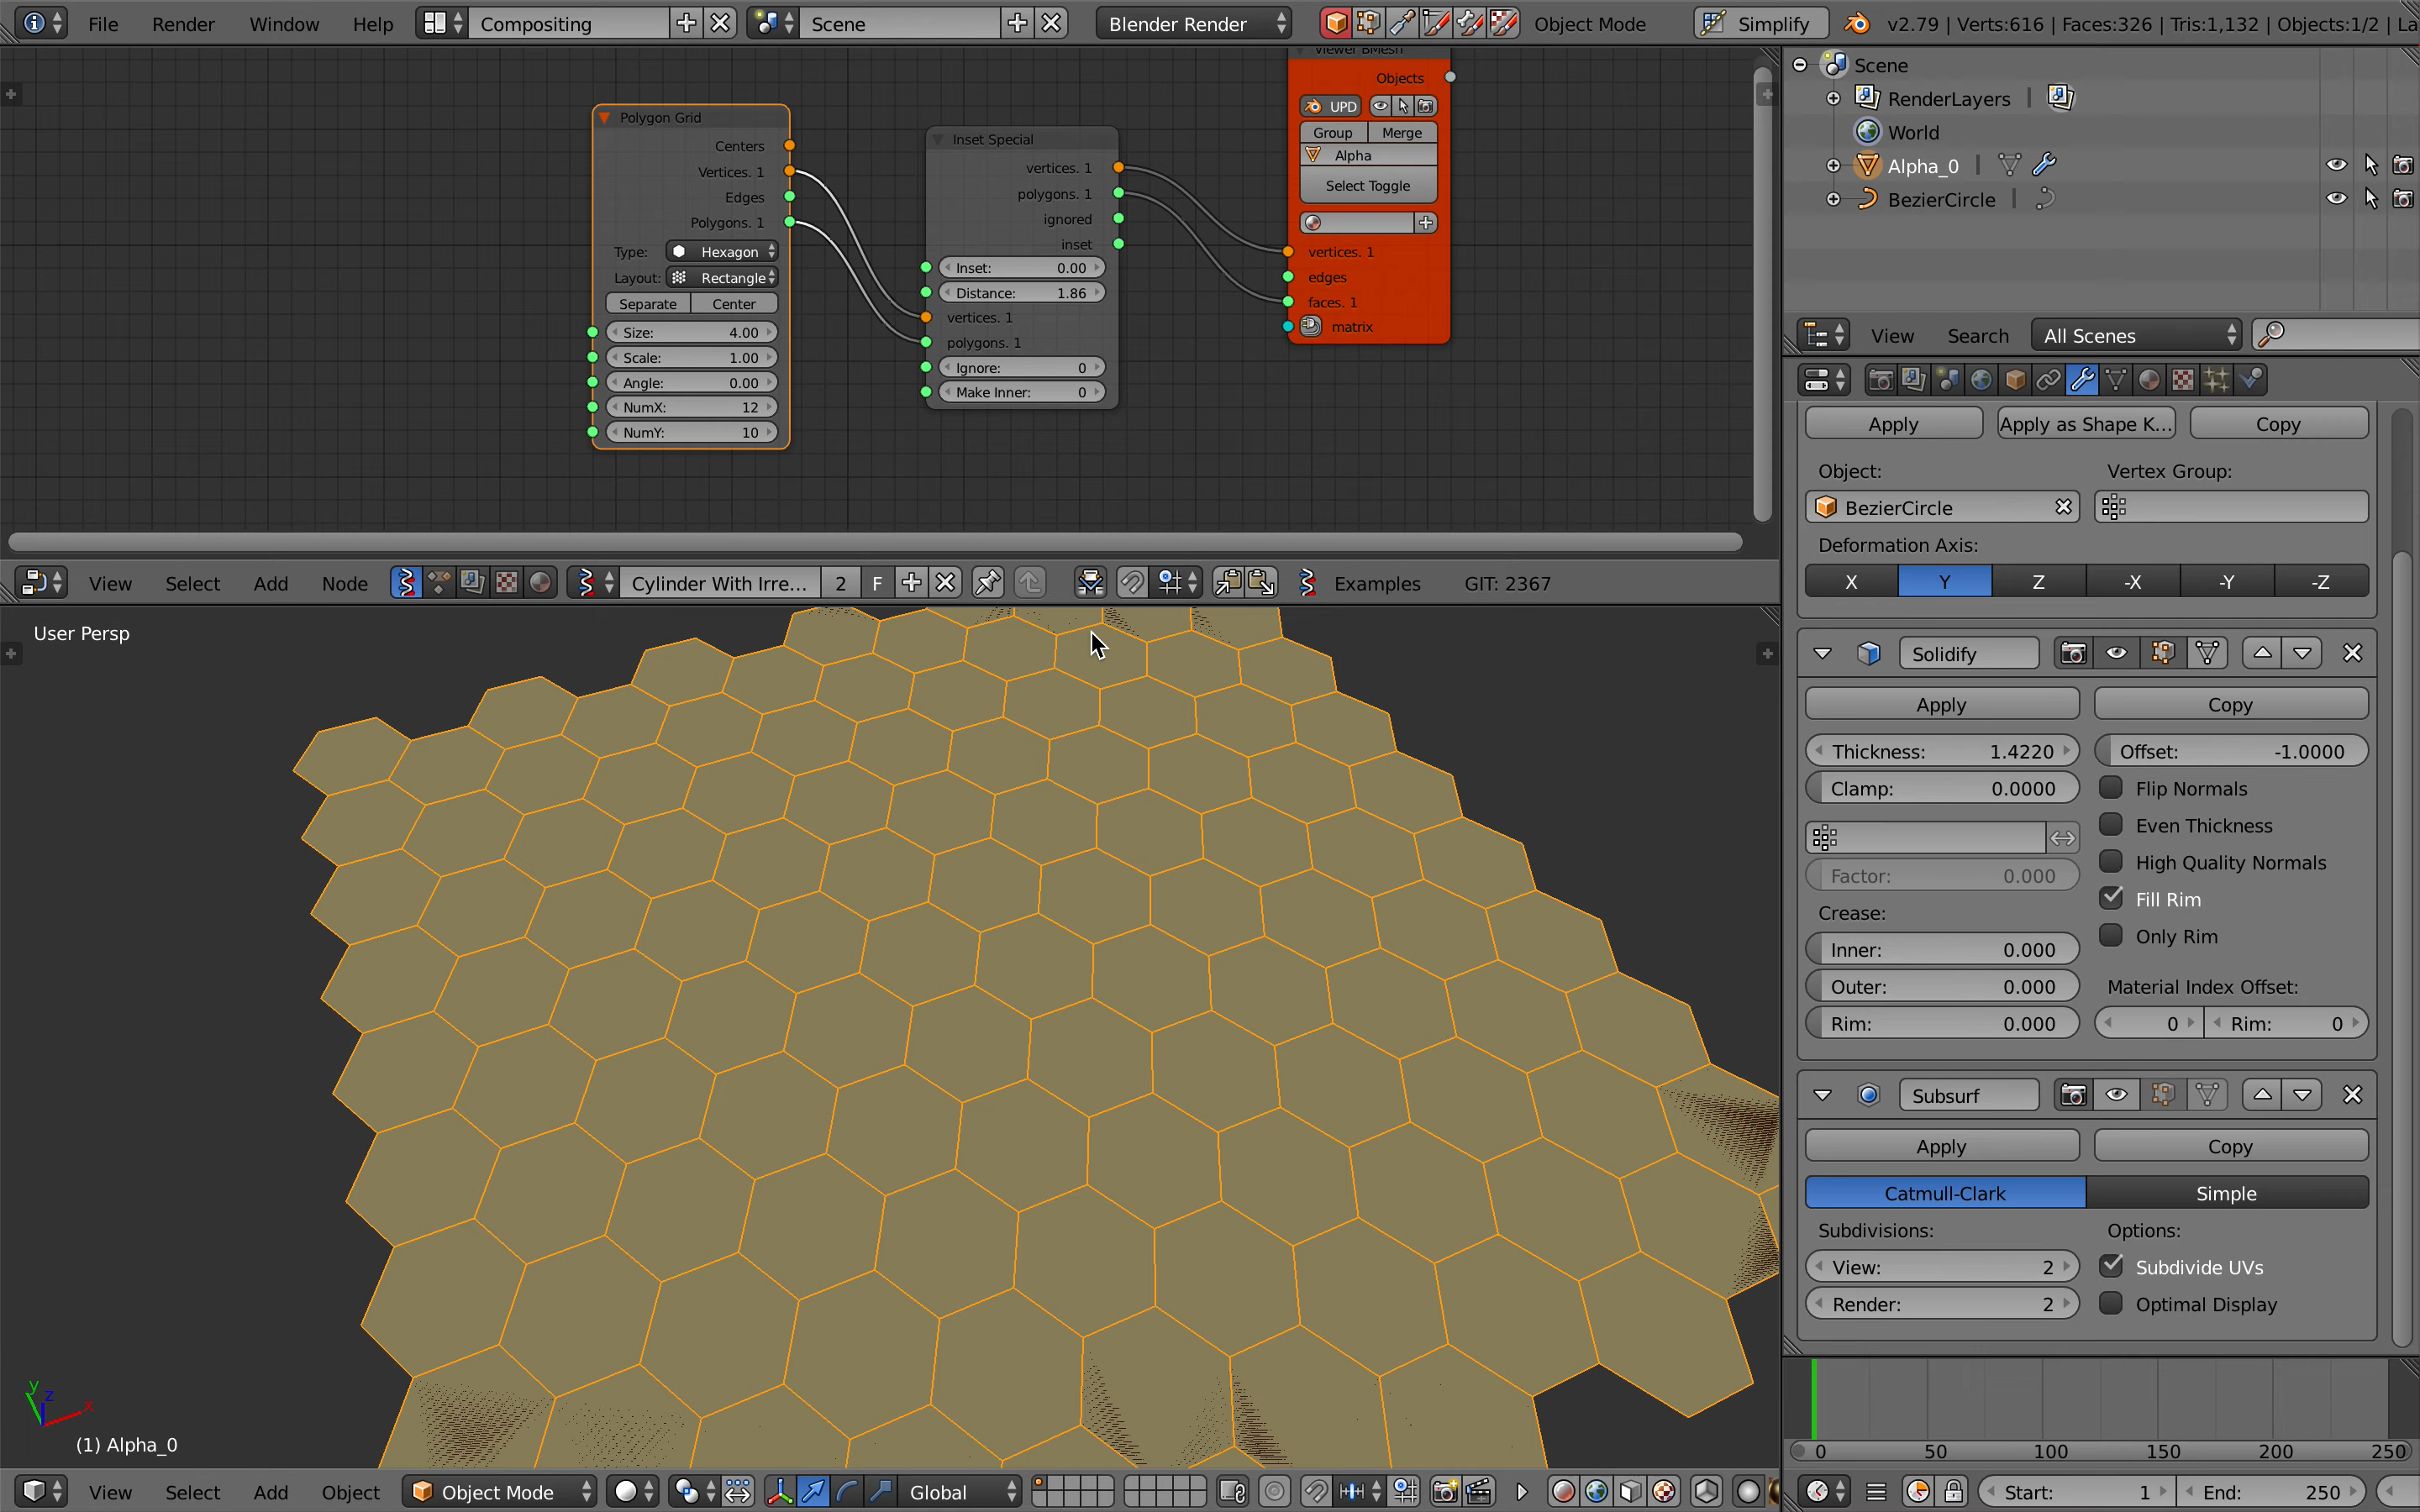 File Render Window Help Compositing Scene Blender Render Object Mode Simplify v2.79 | Verts:616 | Faces:326 | Tris:1,132 | Objects:1/2 | La
Viewer BMesh
Objects
UPD
Group Merge
Alpha
Select Toggle
vertices. 1
edges
faces. 1
matrix
Polygon Grid
Centers
Vertices. 1
Edges
Polygons. 1
Type: Hexagon
Layout: Rectangle
Separate Center
Size: 4.00
Scale: 1.00
Angle: 0.00
NumX: 12
NumY: 10
Inset Special
vertices. 1
polygons. 1
ignored
inset
Inset: 0.00
Distance: 1.86
vertices. 1
polygons. 1
Ignore: 0
Make Inner: 0
Scene
RenderLayers |
World
Alpha_0 |
BezierCircle |
View Search All Scenes
Apply Apply as Shape K... Copy
Object: Vertex Group:
BezierCircle
Deformation Axis:
X Y Z -X -Y -Z
View Select Add Node Cylinder With Irre... 2 F Examples GIT: 2367
User Persp
Solidify
Apply Copy
Thickness: 1.4220 Offset: -1.0000
Clamp: 0.0000 Flip Normals
Even Thickness
High Quality Normals
Factor: 0.000 Fill Rim
Crease: Only Rim
Inner: 0.000
Outer: 0.000 Material Index Offset:
Rim: 0.000 0 Rim: 0
Subsurf
Apply Copy
Catmull-Clark Simple
Subdivisions: Options:
View: 2 Subdivide UVs
Render: 2 Optimal Display
y z x
(1) Alpha_0
0 50 100 150 200 250
View Select Add Object Object Mode Global Start: 1 End: 250